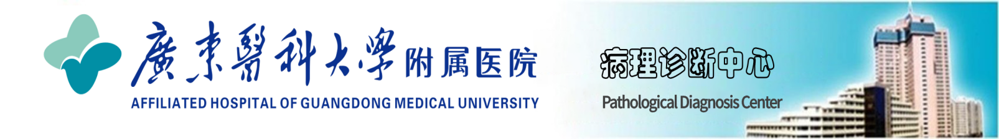 廣東醫科大學附属医院
AFFILIATED HOSPITAL OF GUANGDONG MEDICAL UNIVERSITY
病理诊断中心
Pathological Diagnosis Center